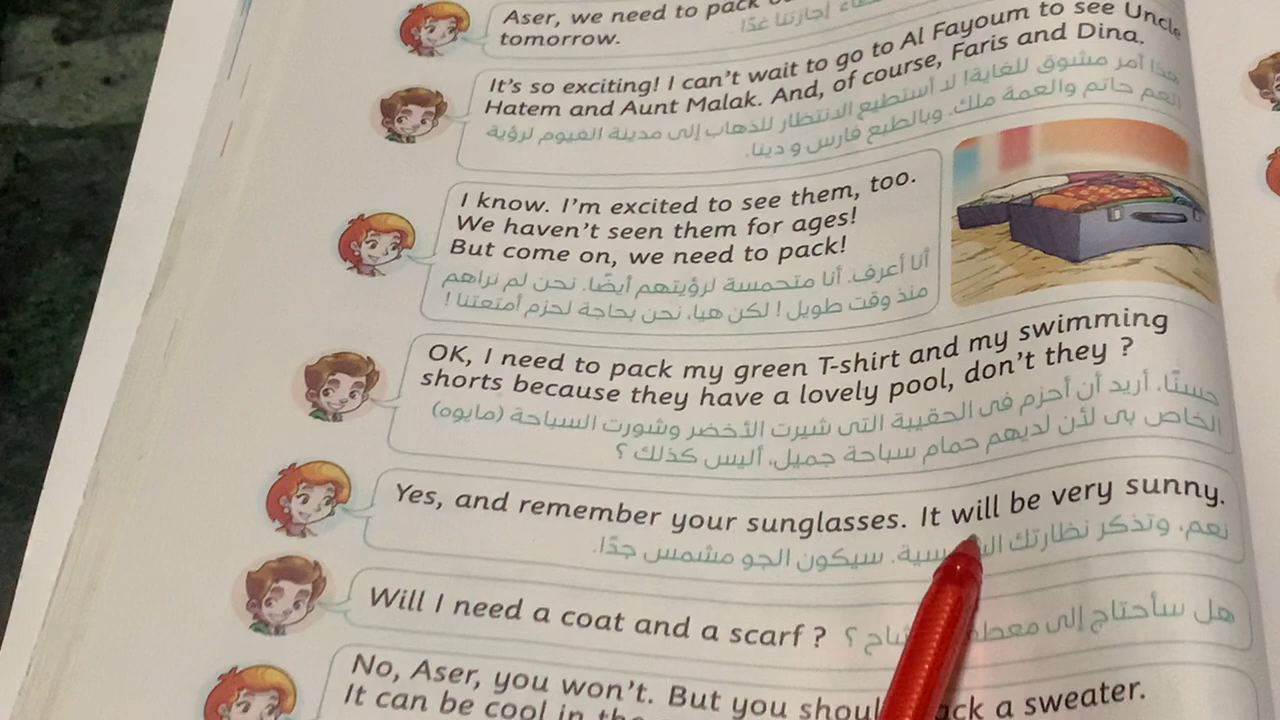 Aser, we need to pack
إجازتنا غدًا
tomorrow.
It's so exciting! I can't wait to go to Al Fayoum to see Uncle
Hatem and Aunt Malak. And, of course, Faris and Dina.
هذا أمر مشوق للغاية! لا أستطيع الانتظار للذهاب إلى مدينة الفيوم لرؤية
العم حاتم والعمة ملك. وبالطبع فارس و دينا.
I know. I'm excited to see them, too.
We haven't seen them for ages!
But come on, we need to pack!
أنا أعرف. أنا متحمسة لرؤيتهم أيضًا. نحن لم نراهم
منذ وقت طويل! لكن هيا، نحن بحاجة لحزم أمتعتنا!
OK, I need to pack my green T-shirt and my swimming
shorts because they have a lovely pool, don't they ?
حسنًا، أريد أن أحزم فى الحقيبة التى شيرت الأخضر وشورت السباحة (مايوه)
الخاص بى لأن لديهم حمام سباحة جميل، أليس كذلك ؟
Yes, and remember your sunglasses. It will be very sunny.
نعم، وتذكر نظارتك سيكون الجو مشمس جدًا.
Will I need a coat and a scarf ?
هل سأحتاج إلى ؟
No, Aser, you won't. But you a sweater.
It can be cool in